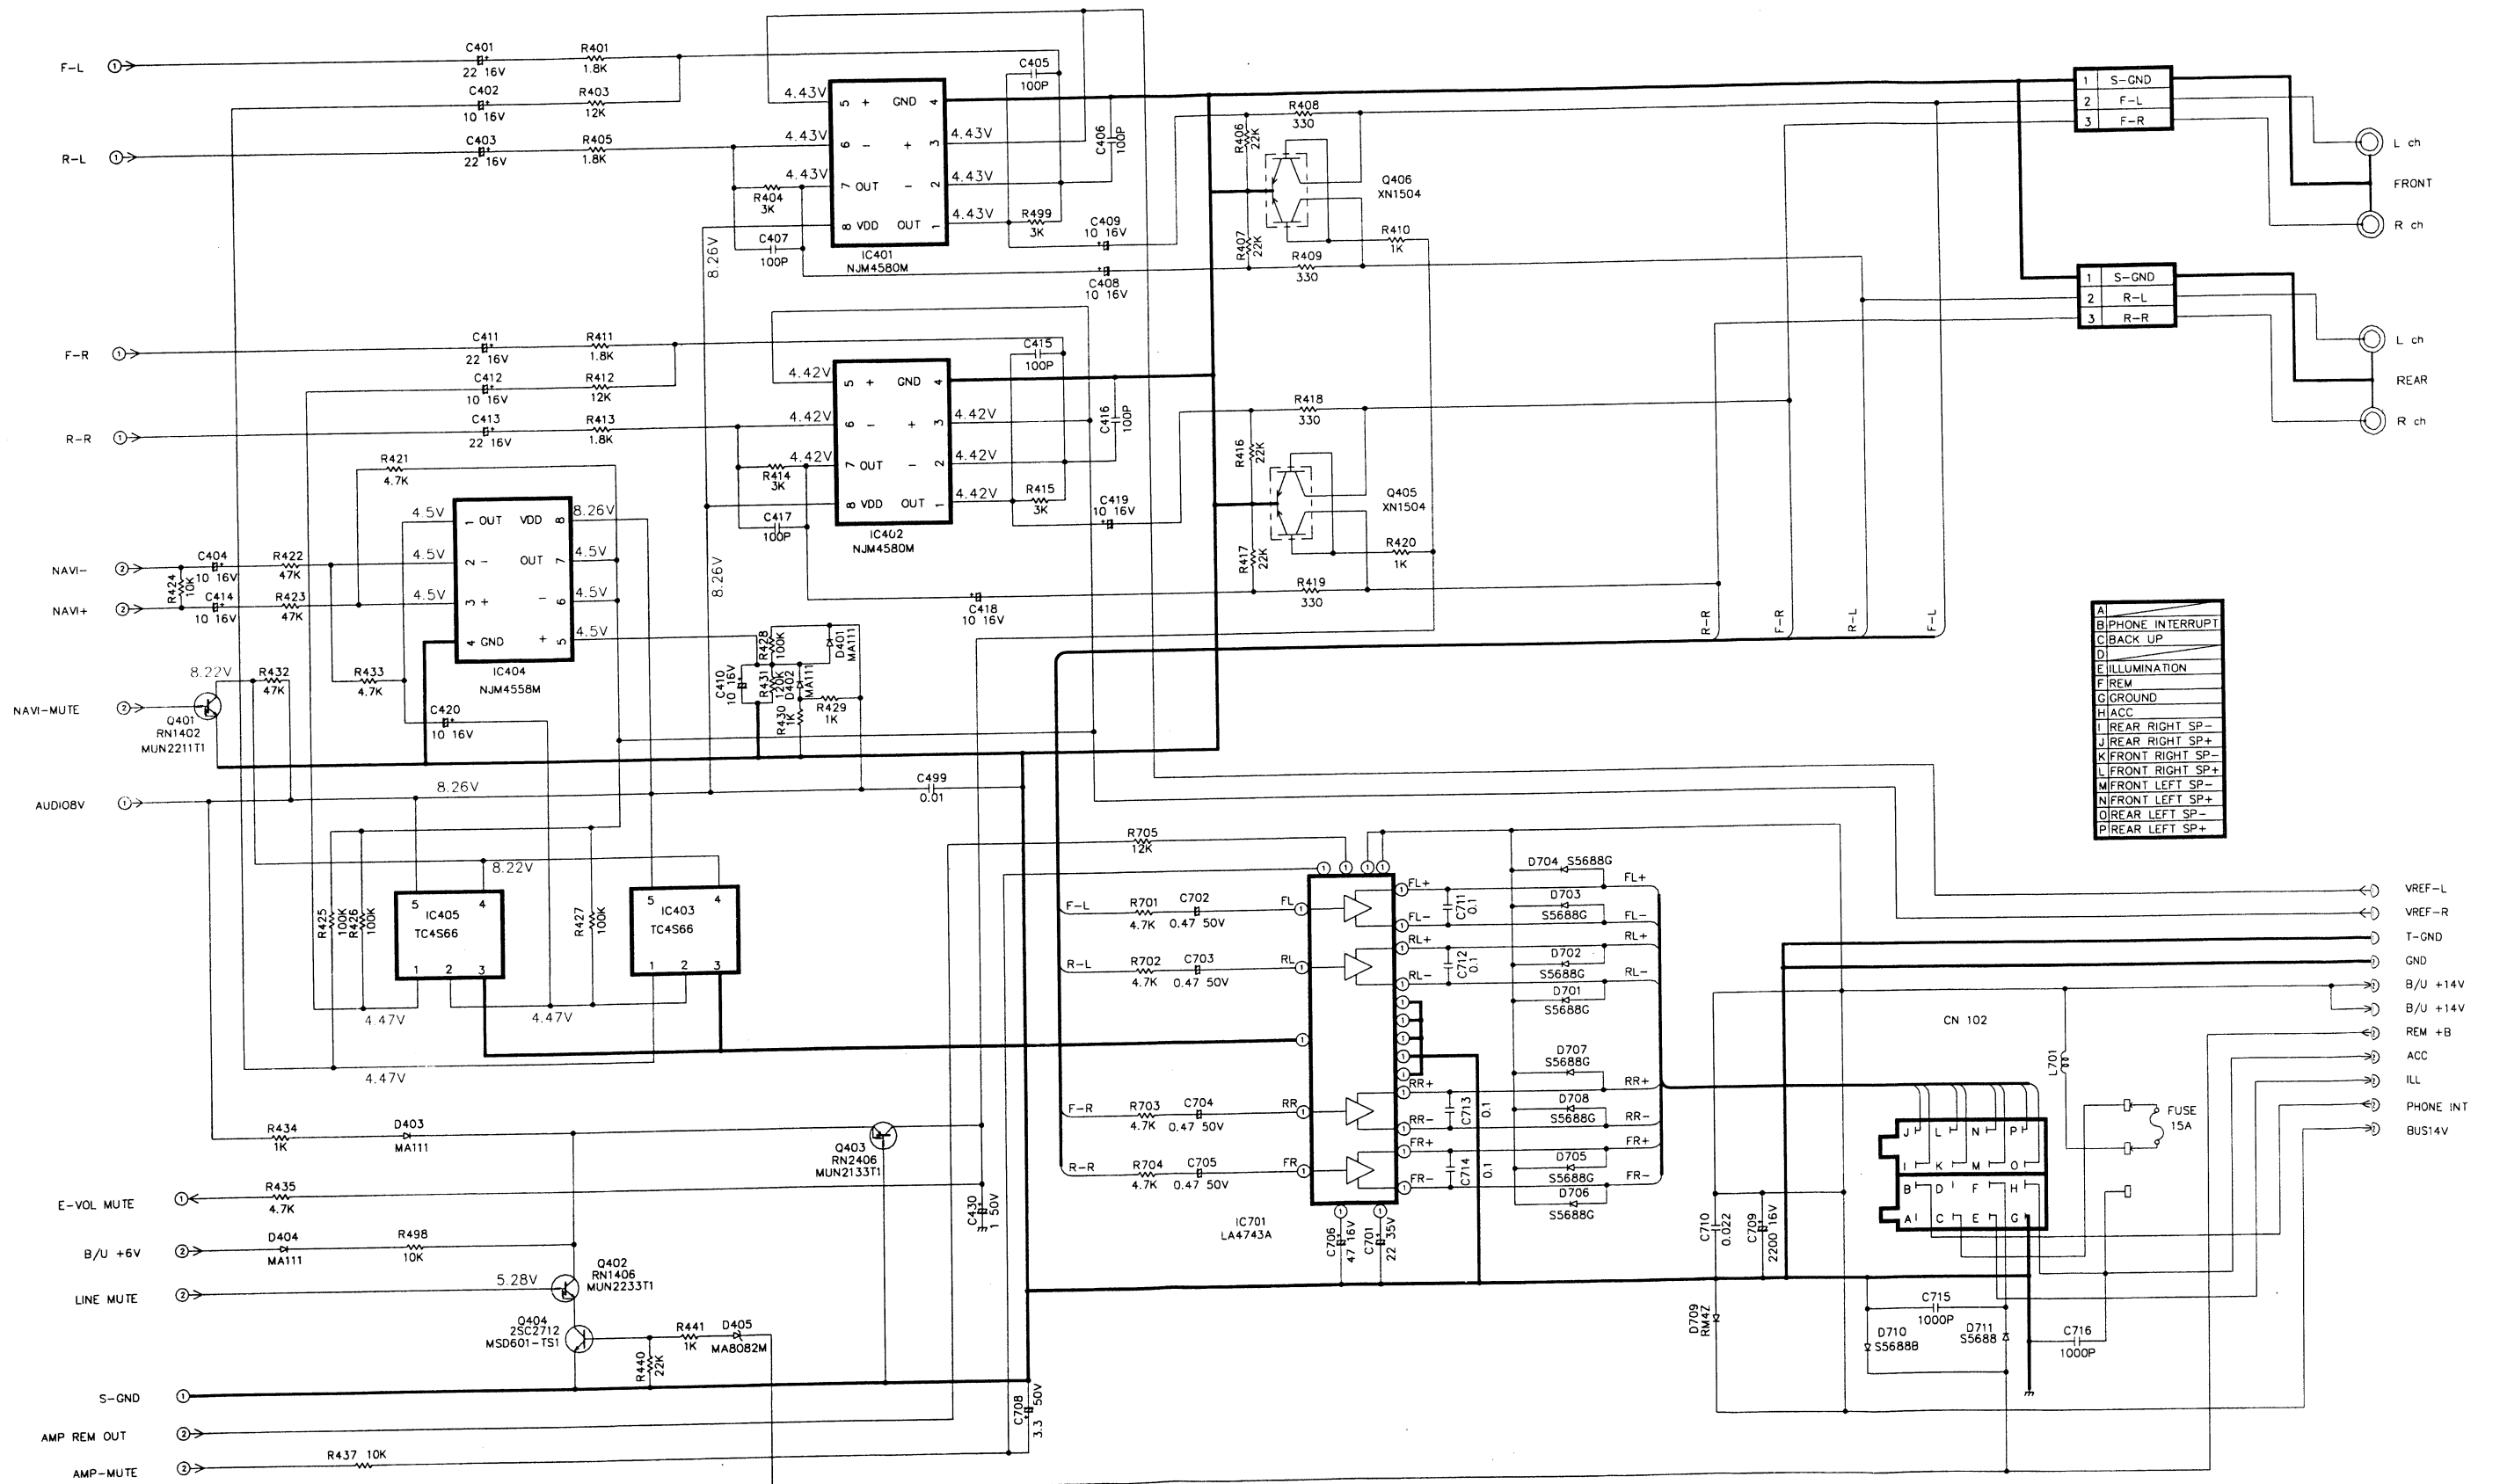 F-L
C401
22 16V
R401
1.8K
C402
10 16V
R403
12K
R-L
C403
22 16V
R405
1.8K
4.43V
4.43V
4.43V
5 + GND 4
6 - + 3
7 OUT - 2
8 VDD OUT 1
4.43V
4.43V
4.43V
IC401
NJM4580M
R404
3K
C407
100P
8.26V
C405
100P
C406
100P
R499
3K
C409
10 16V
C408
10 16V
R406
22K
R407
22K
R408
330
R409
330
Q406
XN1504
R410
1K
1 S-GND
2 F-L
3 F-R
L ch
FRONT
R ch
1 S-GND
2 R-L
3 R-R
L ch
REAR
R ch
F-R
C411
22 16V
R411
1.8K
C412
10 16V
R412
12K
R-R
C413
22 16V
R413
1.8K
4.42V
4.42V
4.42V
5 + GND 4
6 - + 3
7 OUT - 2
8 VDD OUT 1
4.42V
4.42V
4.42V
IC402
NJM4580M
R414
3K
C417
100P
8.26V
C415
100P
C416
100P
R415
3K
C419
10 16V
C418
10 16V
R416
22K
R417
22K
R418
330
R419
330
Q405
XN1504
R420
1K
R-R
F-R
R-L
F-L
R421
4.7K
NAVI-
C404
10 16V
R422
47K
R424
10K
NAVI+
C414
10 16V
R423
47K
4.5V
4.5V
4.5V
1 OUT VDD 8
2 - OUT 7
3 + - 6
4 GND + 5
8.26V
4.5V
4.5V
4.5V
IC404
NJM4558M
8.22V
R432
47K
R433
4.7K
NAVI-MUTE
Q401
RN1402
MUN2211T1
C420
10 16V
C410
10 16V
R428
100K
R431
120K
D401
MA111
D402
MA111
R430
1K
R429
1K
AUDIO8V
8.26V
C499
0.01
A
B PHONE INTERRUPT
C BACK UP
D
E ILLUMINATION
F REM
G GROUND
H ACC
I REAR RIGHT SP-
J REAR RIGHT SP+
K FRONT RIGHT SP-
L FRONT RIGHT SP+
M FRONT LEFT SP-
N FRONT LEFT SP+
O REAR LEFT SP-
P REAR LEFT SP+
8.22V
R425
100K
R426
100K
R427
100K
5 4
IC405
TC4S66
1 2 3
5 4
IC403
TC4S66
1 2 3
4.47V
4.47V
4.47V
R705
12K
F-L
R701
4.7K
C702
0.47 50V
FL
R-L
R702
4.7K
C703
0.47 50V
RL
F-R
R703
4.7K
C704
0.47 50V
RR
R-R
R704
4.7K
C705
0.47 50V
FR
IC701
LA4743A
FL+
FL-
RL+
RL-
RR+
RR-
FR+
FR-
C711
0.1
C712
0.1
C713
0.1
C714
0.1
C706
47 16V
C701
22 35V
D704 S5688G
D703
S5688G
D702
S5688G
D701
S5688G
D707
S5688G
D708
S5688G
D705
S5688G
D706
S5688G
FL+
FL-
RL+
RL-
RR+
RR-
FR+
FR-
VREF-L
VREF-R
T-GND
GND
B/U +14V
B/U +14V
REM +B
ACC
ILL
PHONE INT
BUS14V
CN 102
L701
FUSE
15A
J L N P
I K M O
B D F H
A C E G
C710
0.022
C709
2200 16V
D709
RM4Z
C715
1000P
D710
S5688B
D711
S5688
C716
1000P
R434
1K
D403
MA111
Q403
RN2406
MUN2133T1
E-VOL MUTE
R435
4.7K
C430
1 50V
B/U +6V
D404
MA111
R498
10K
LINE MUTE
5.28V
Q402
RN1406
MUN2233T1
Q404
2SC2712
MSD601-TS1
R440
22K
R441
1K
D405
MA8082M
S-GND
C708
3.3 50V
AMP REM OUT
AMP-MUTE
R437 10K